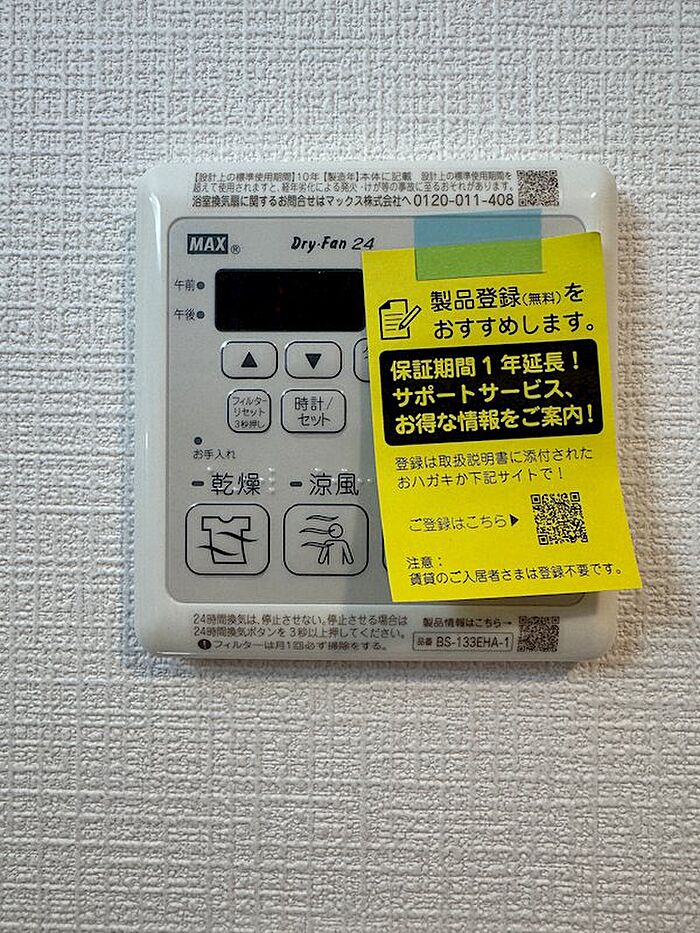 【設計上の標準使用期間】10年【製造年】本体に記載 設計上の標準使用期間を
超えて使用されますと、経年劣化による発火・けが等の事故に至るおそれがあります。
浴室換気扇に関するお問合せはマックス株式会社へ 0120-011-408
MAX® Dry・Fan 24
午前
午後
▲ ▼
フィルター
リセット
3秒押し
時計/
セット
お手入れ
乾燥 涼風
製品登録(無料)を
おすすめします。
保証期間1年延長！
サポートサービス、
お得な情報をご案内！
登録は取扱説明書に添付された
おハガキか下記サイトで！
ご登録はこちら▶
注意：
賃貸のご入居者さまは登録不要です。
24時間換気は、停止させない。停止させる場合は
24時間換気ボタンを3秒以上押してください。
フィルターは月1回必ず掃除をする。
製品情報はこちら→
品番 BS-133EHA-1